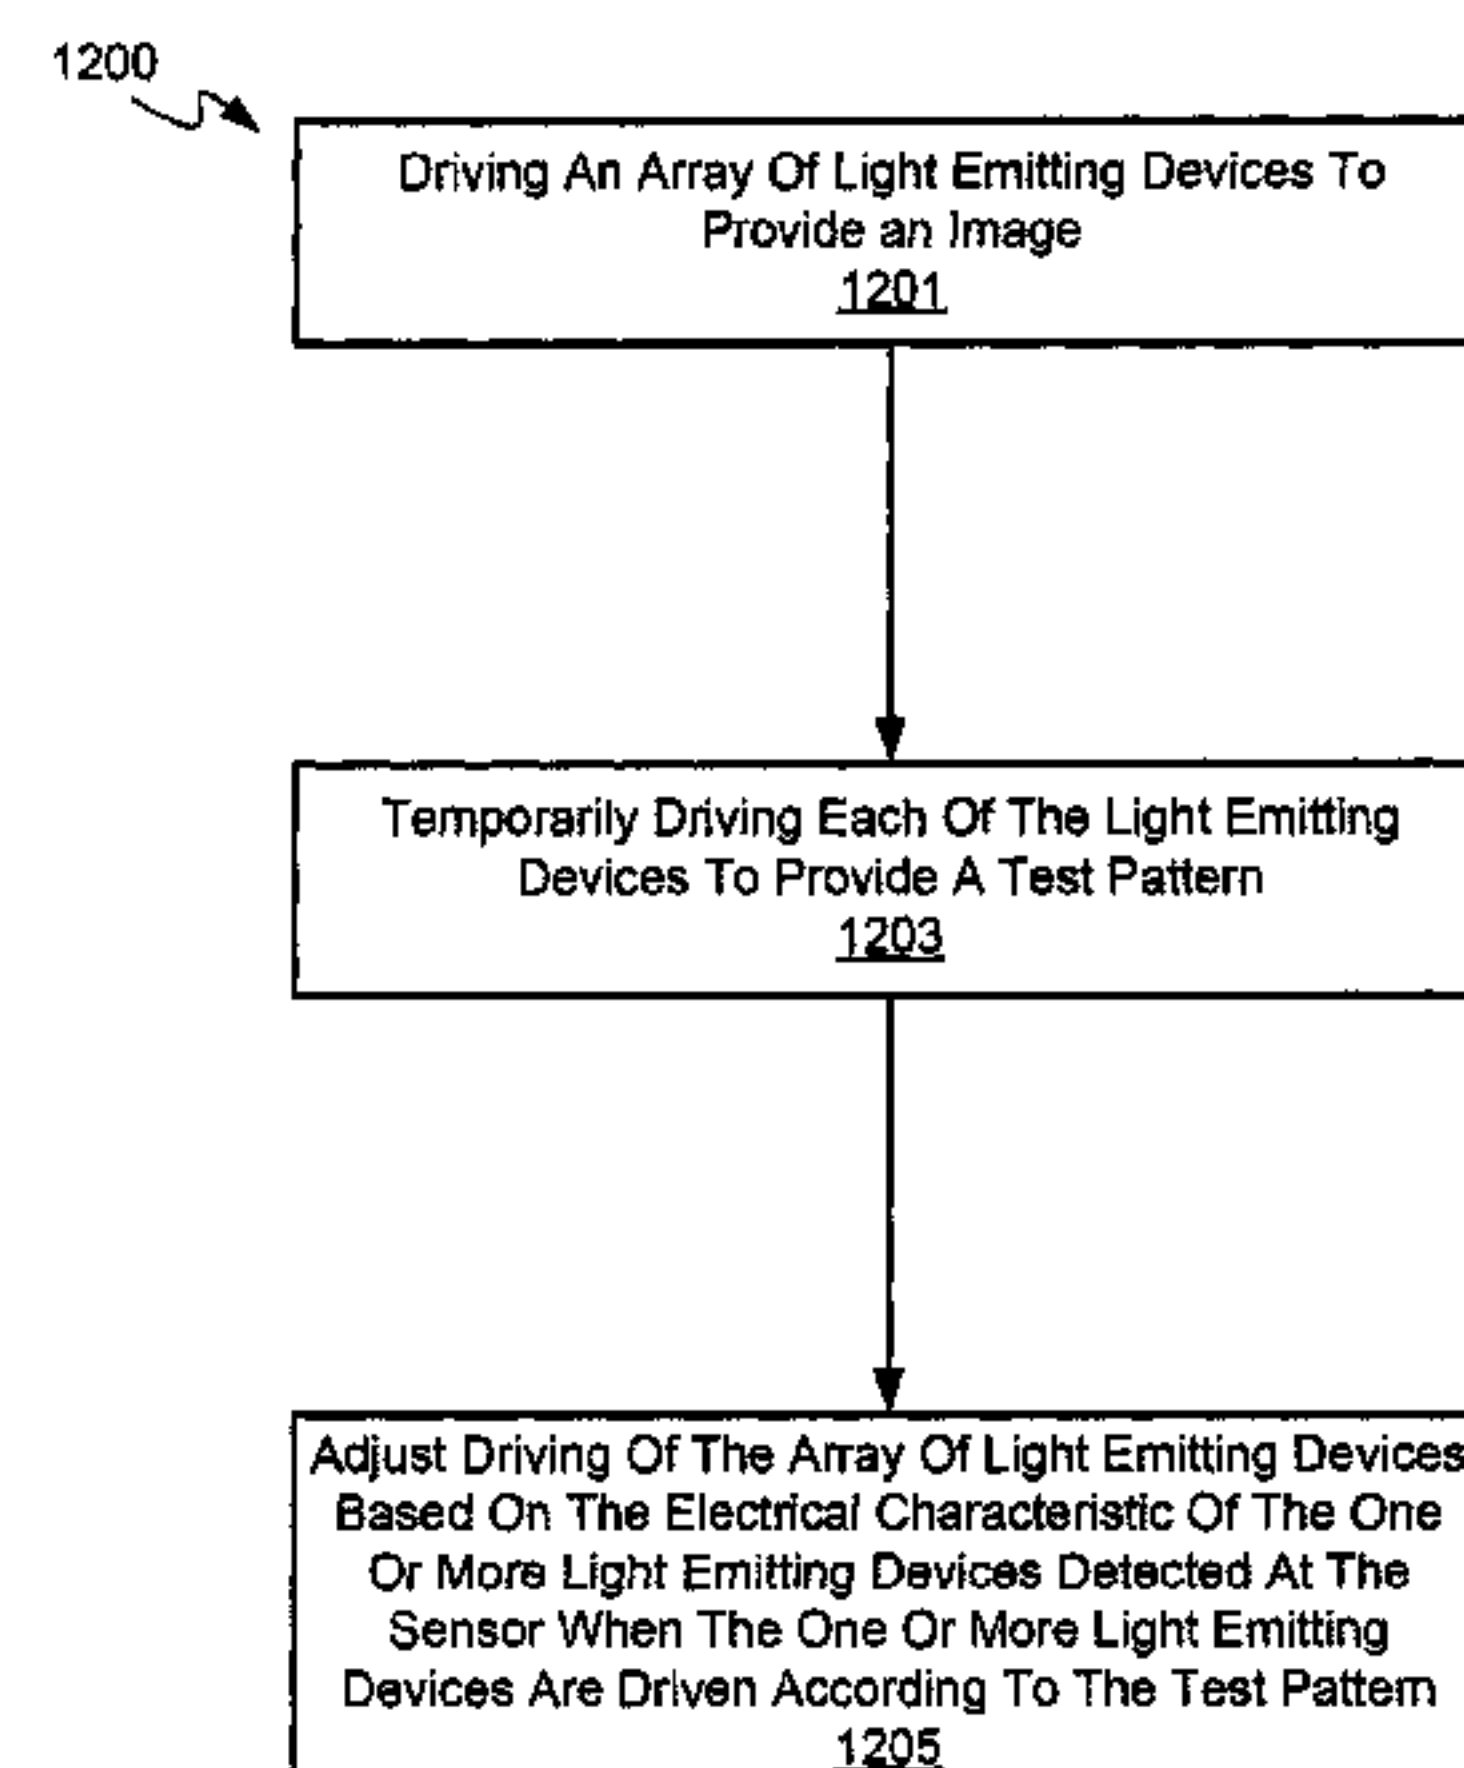 1200
Driving An Array Of Light Emitting Devices To
Provide an Image
1201
Temporarily Driving Each Of The Light Emitting
Devices To Provide A Test Pattern
1203
Adjust Driving Of The Array Of Light Emitting Devices
Based On The Electrical Characteristic Of The One
Or More Light Emitting Devices Detected At The
Sensor When The One Or More Light Emitting
Devices Are Driven According To The Test Pattern
1205